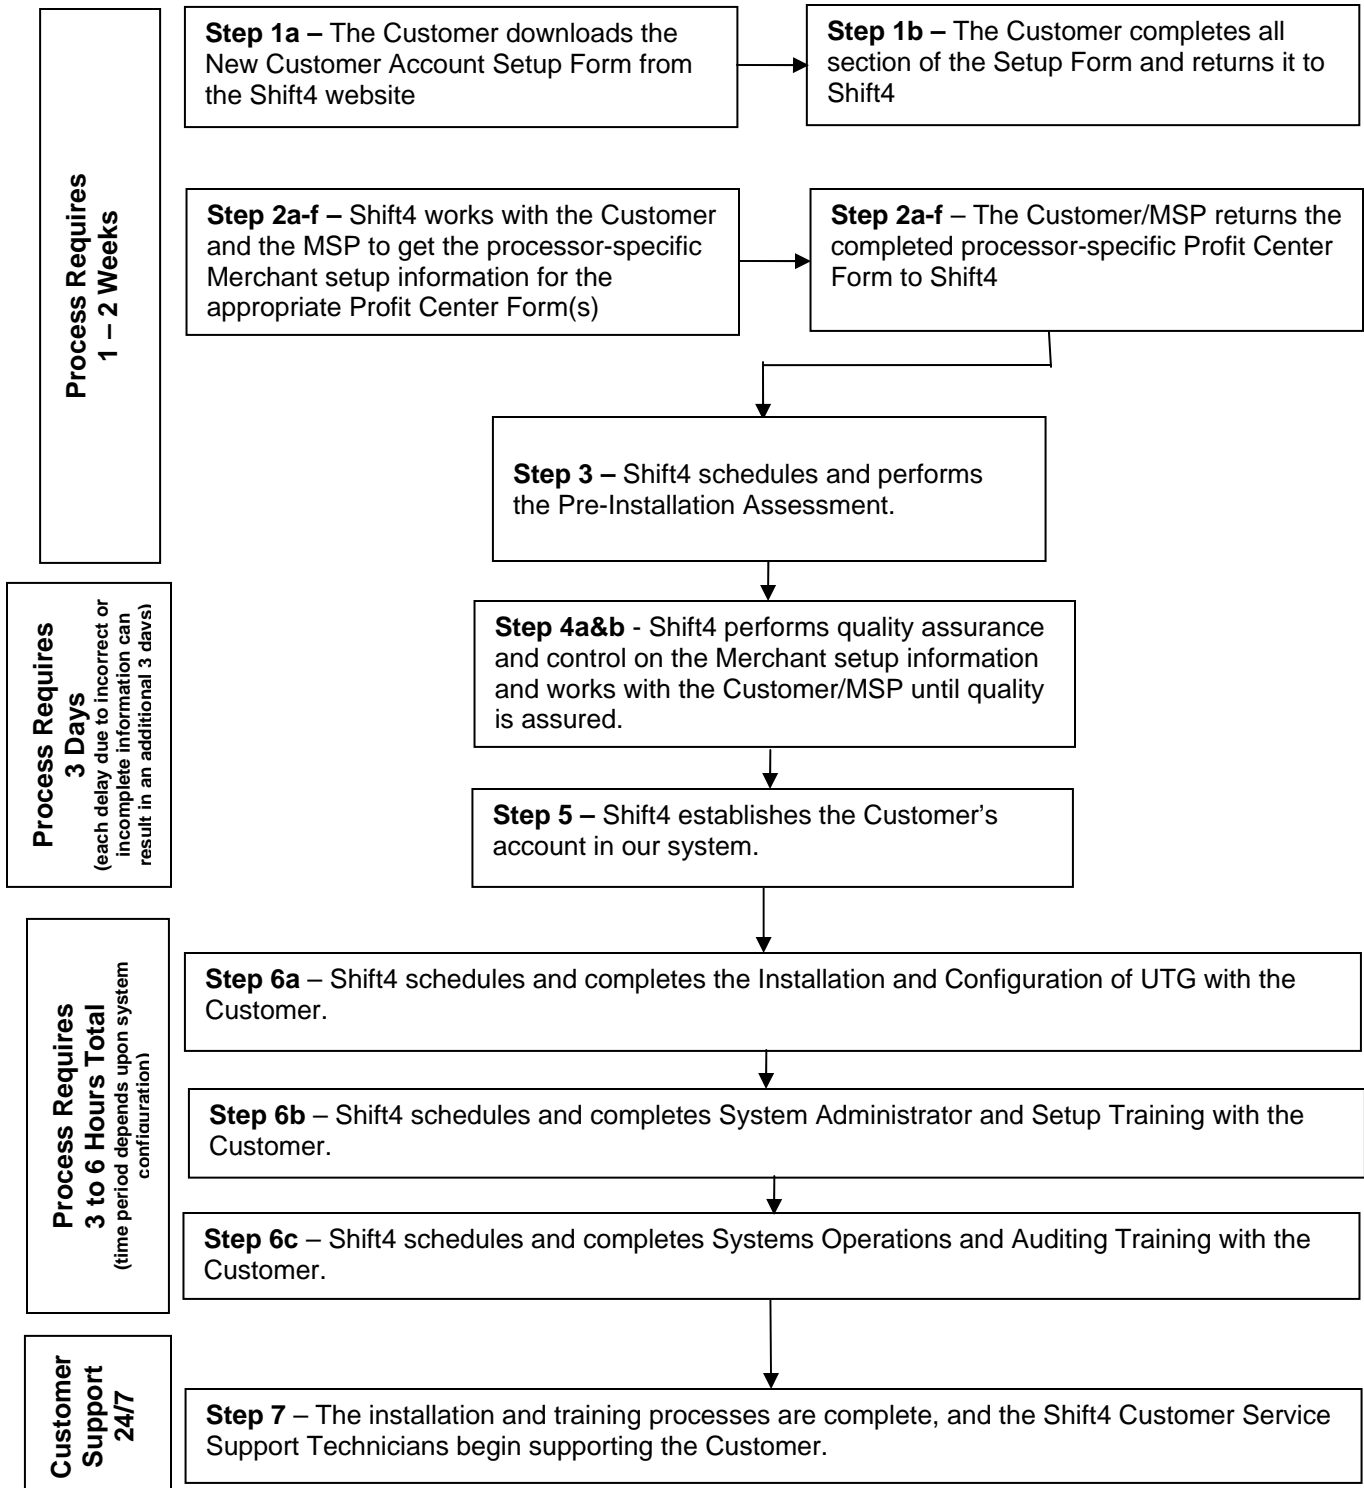 Process Requires
1 – 2 Weeks
Step 1a – The Customer downloads the
New Customer Account Setup Form from
the Shift4 website
Step 1b – The Customer completes all
section of the Setup Form and returns it to
Shift4
Step 2a-f – Shift4 works with the Customer
and the MSP to get the processor-specific
Merchant setup information for the
appropriate Profit Center Form(s)
Step 2a-f – The Customer/MSP returns the
completed processor-specific Profit Center
Form to Shift4
Step 3 – Shift4 schedules and performs
the Pre-Installation Assessment.
Process Requires
3 Days
(each delay due to incorrect or
incomplete information can
result in an additional 3 days)
Step 4a&b - Shift4 performs quality assurance
and control on the Merchant setup information
and works with the Customer/MSP until quality
is assured.
Step 5 – Shift4 establishes the Customer’s
account in our system.
Process Requires
3 to 6 Hours Total
(time period depends upon system
configuration)
Step 6a – Shift4 schedules and completes the Installation and Configuration of UTG with the
Customer.
Step 6b – Shift4 schedules and completes System Administrator and Setup Training with the
Customer.
Step 6c – Shift4 schedules and completes Systems Operations and Auditing Training with the
Customer.
Customer
Support
24/7
Step 7 – The installation and training processes are complete, and the Shift4 Customer Service
Support Technicians begin supporting the Customer.